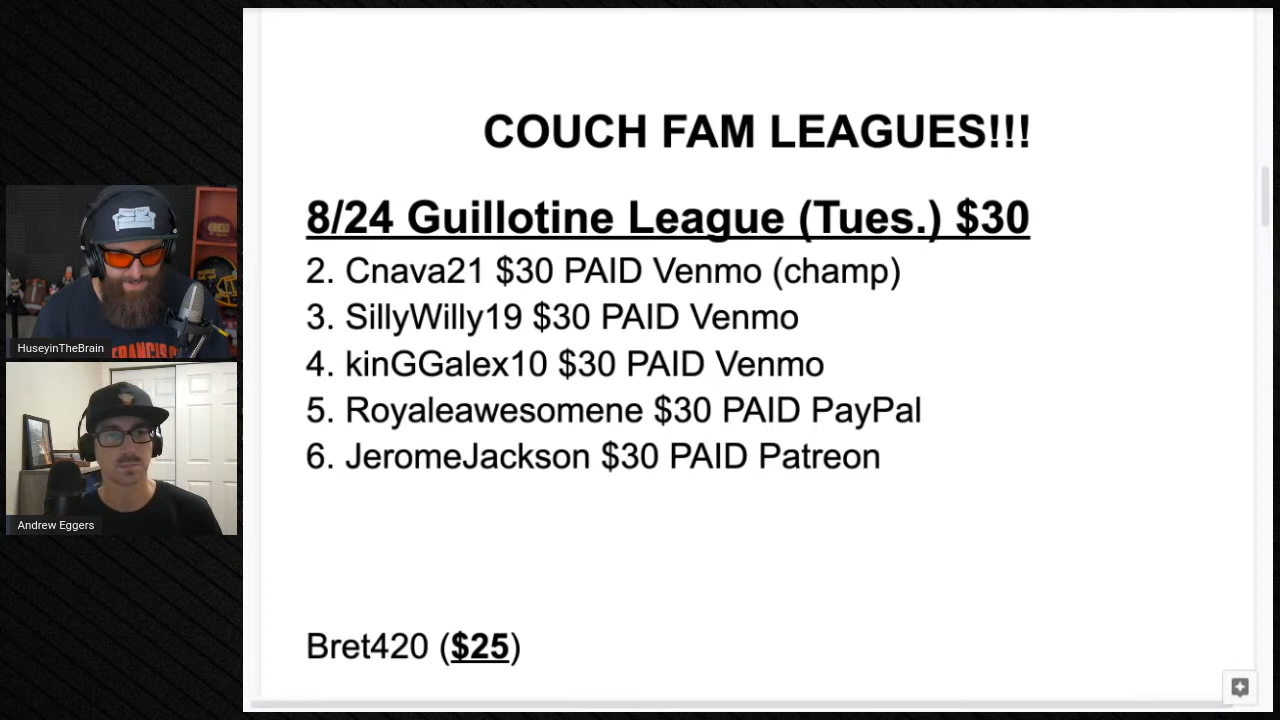 COUCH FAM LEAGUES!!!
8/24 Guillotine League (Tues.) $30
2. Cnava21 $30 PAID Venmo (champ)
3. SillyWilly19 $30 PAID Venmo
4. kinGGalex10 $30 PAID Venmo
5. Royaleawesomene $30 PAID PayPal
6. JeromeJackson $30 PAID Patreon
Bret420 ($25)
HuseyinTheBrain
Andrew Eggers